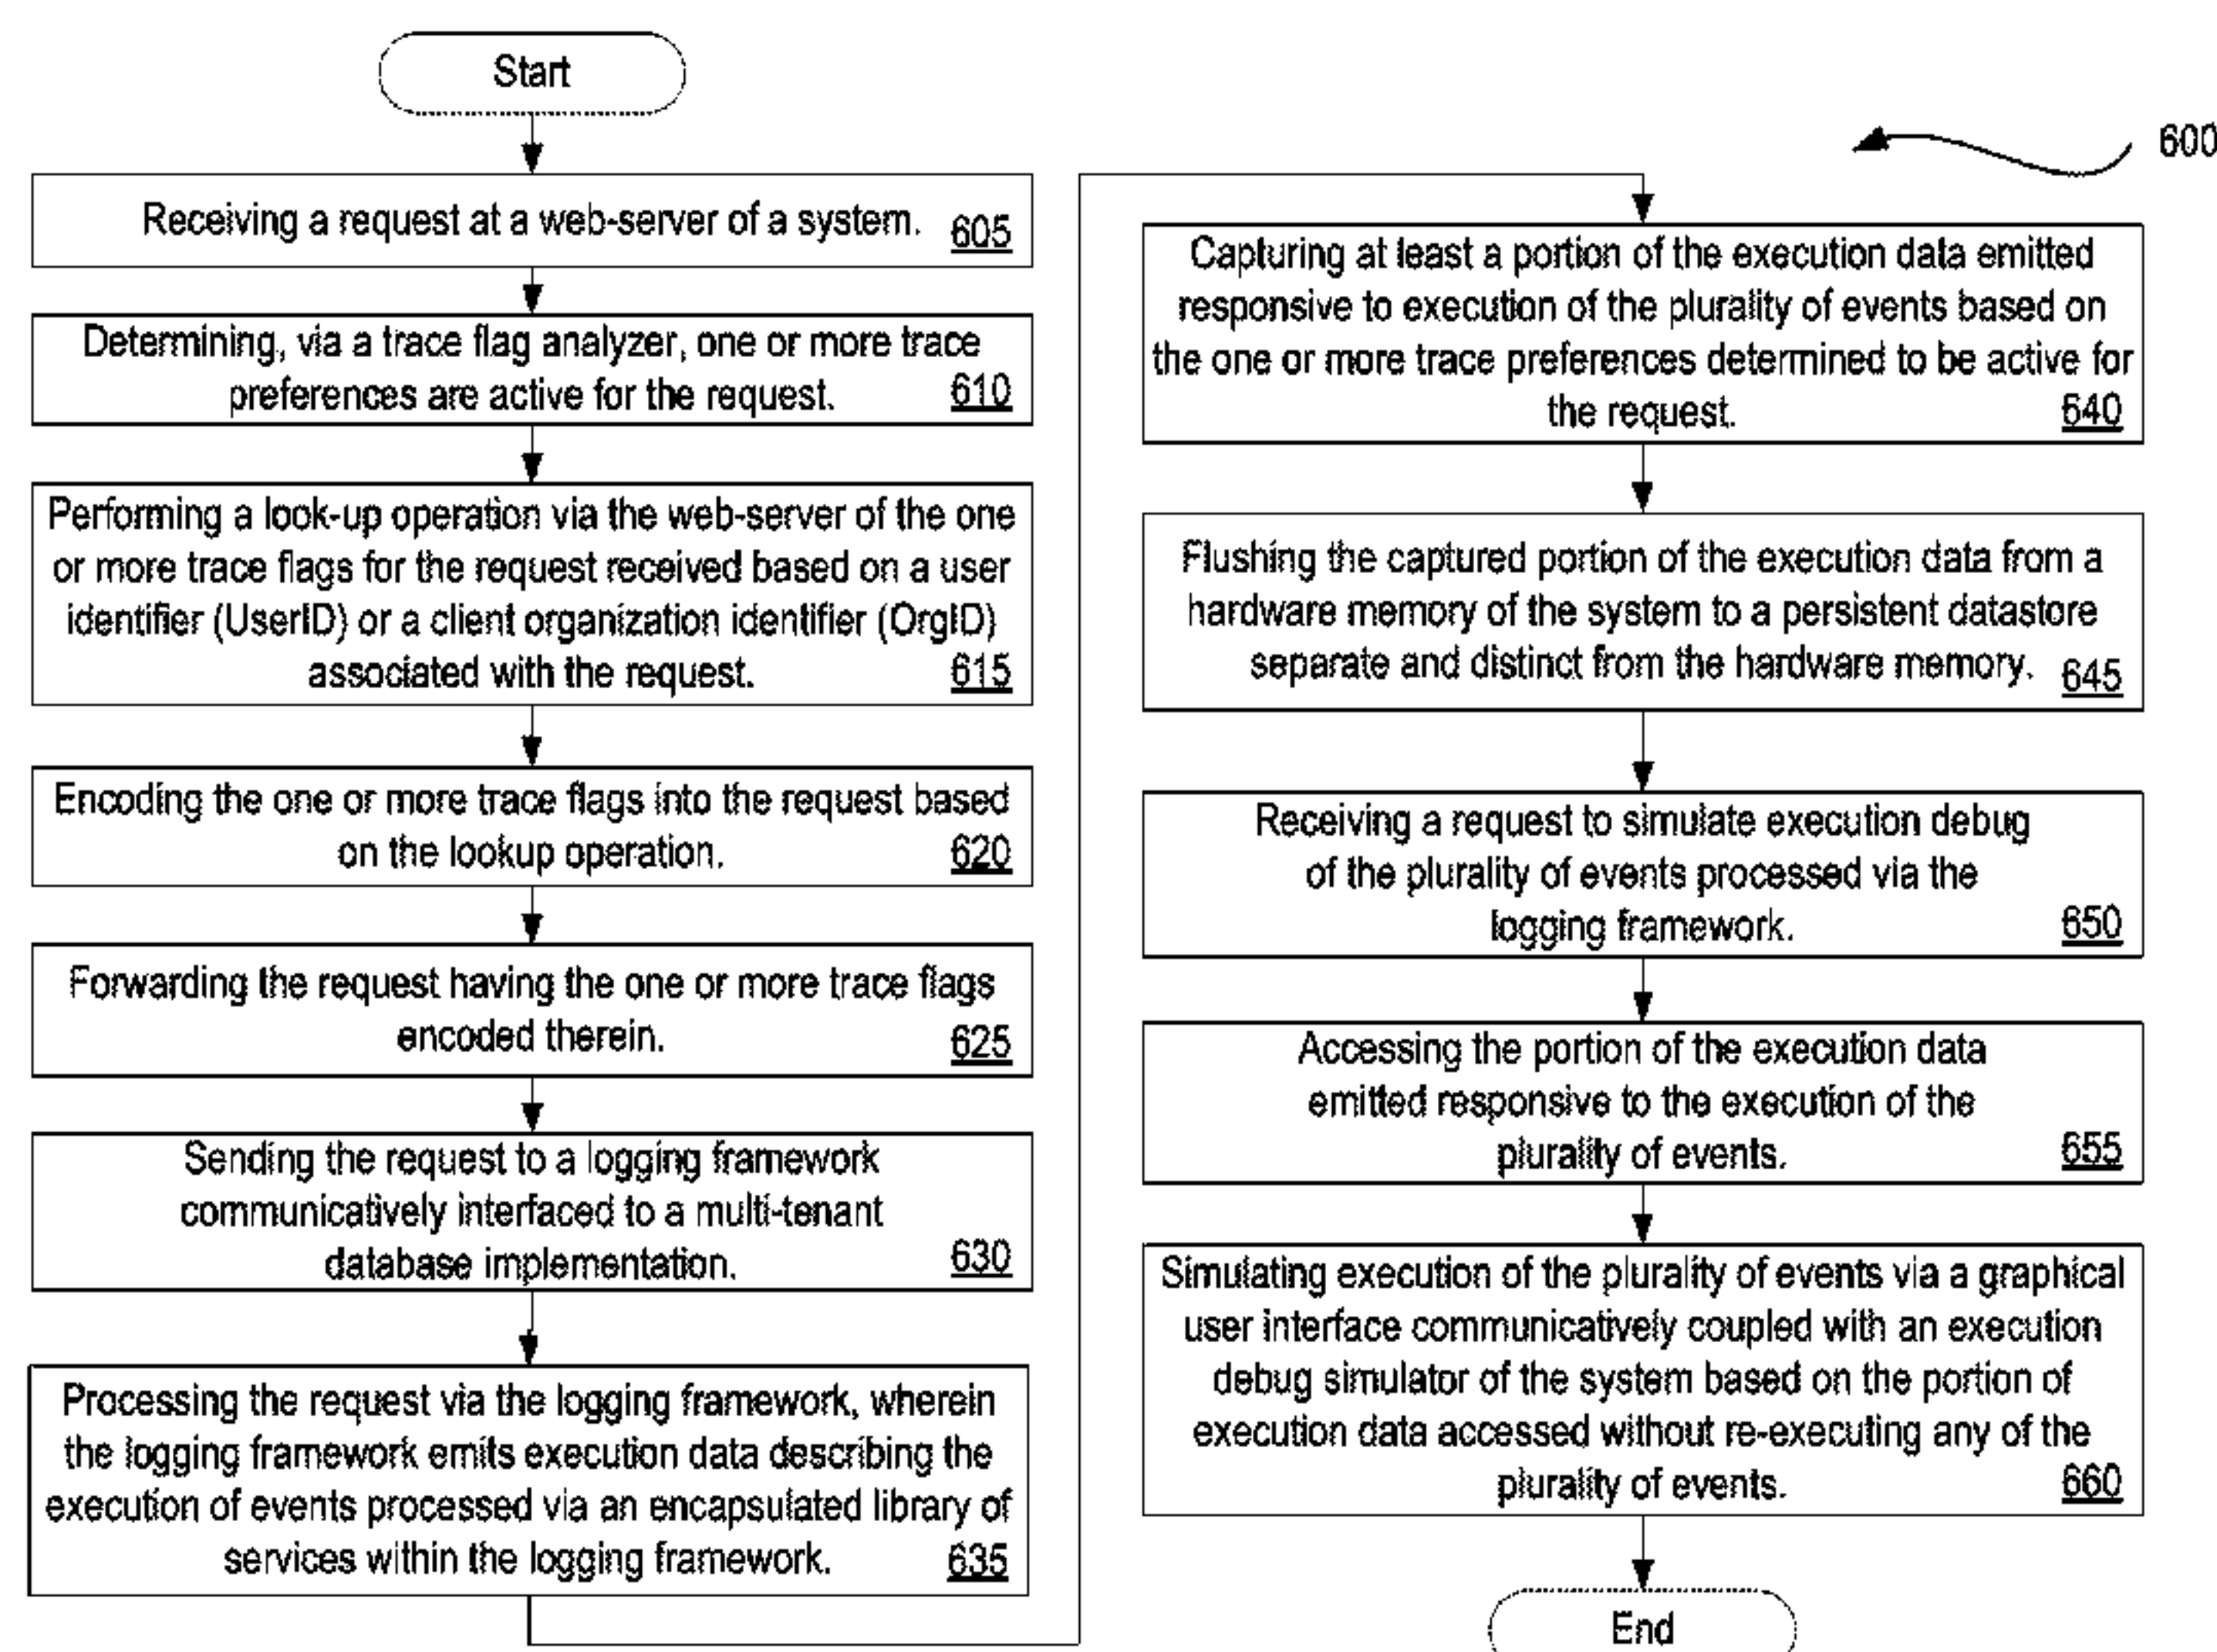 Start
Receiving a request at a web-server of a system. 605
Determining, via a trace flag analyzer, one or more trace
preferences are active for the request. 610
Performing a look-up operation via the web-server of the one
or more trace flags for the request received based on a user
identifier (UserID) or a client organization identifier (OrgID)
associated with the request. 615
Encoding the one or more trace flags into the request based
on the lookup operation. 620
Forwarding the request having the one or more trace flags
encoded therein. 625
Sending the request to a logging framework
communicatively interfaced to a multi-tenant
database implementation. 630
Processing the request via the logging framework, wherein
the logging framework emits execution data describing the
execution of events processed via an encapsulated library of
services within the logging framework. 635
600
Capturing at least a portion of the execution data emitted
responsive to execution of the plurality of events based on
the one or more trace preferences determined to be active for
the request. 640
Flushing the captured portion of the execution data from a
hardware memory of the system to a persistent datastore
separate and distinct from the hardware memory. 645
Receiving a request to simulate execution debug
of the plurality of events processed via the
logging framework. 650
Accessing the portion of the execution data
emitted responsive to the execution of the
plurality of events. 655
Simulating execution of the plurality of events via a graphical
user interface communicatively coupled with an execution
debug simulator of the system based on the portion of
execution data accessed without re-executing any of the
plurality of events. 660
End